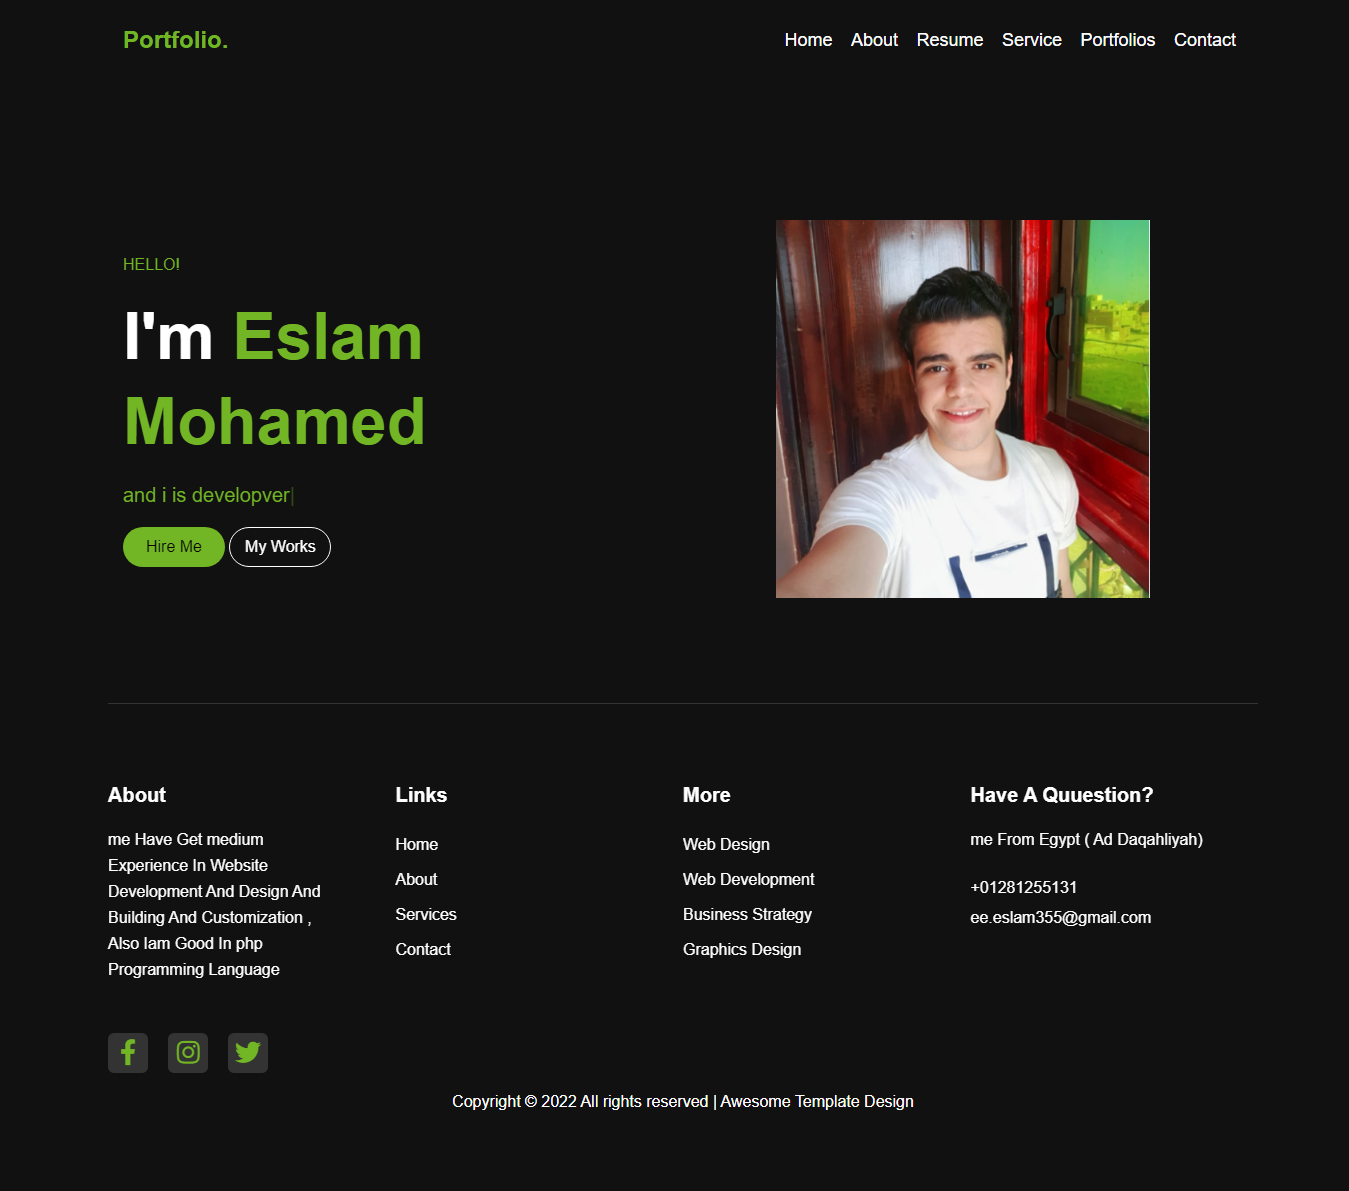 Portfolio.
Home About Resume Service Portfolios Contact
HELLO!
I'm Eslam
Mohamed
and i is developver|
Hire Me My Works
About
me Have Get medium
Experience In Website
Development And Design And
Building And Customization ,
Also Iam Good In php
Programming Language
Links
Home
About
Services
Contact
More
Web Design
Web Development
Business Strategy
Graphics Design
Have A Quuestion?
me From Egypt ( Ad Daqahliyah)
+01281255131
ee.eslam355@gmail.com
Copyright © 2022 All rights reserved | Awesome Template Design